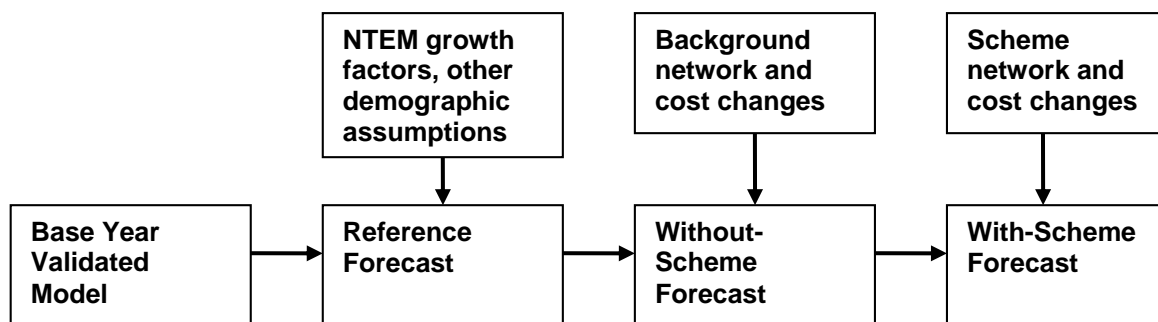 NTEM growth
factors, other
demographic
assumptions
Background
network and
cost changes
Scheme
network and
cost changes
Base Year
Validated
Model
Reference
Forecast
Without-
Scheme
Forecast
With-Scheme
Forecast